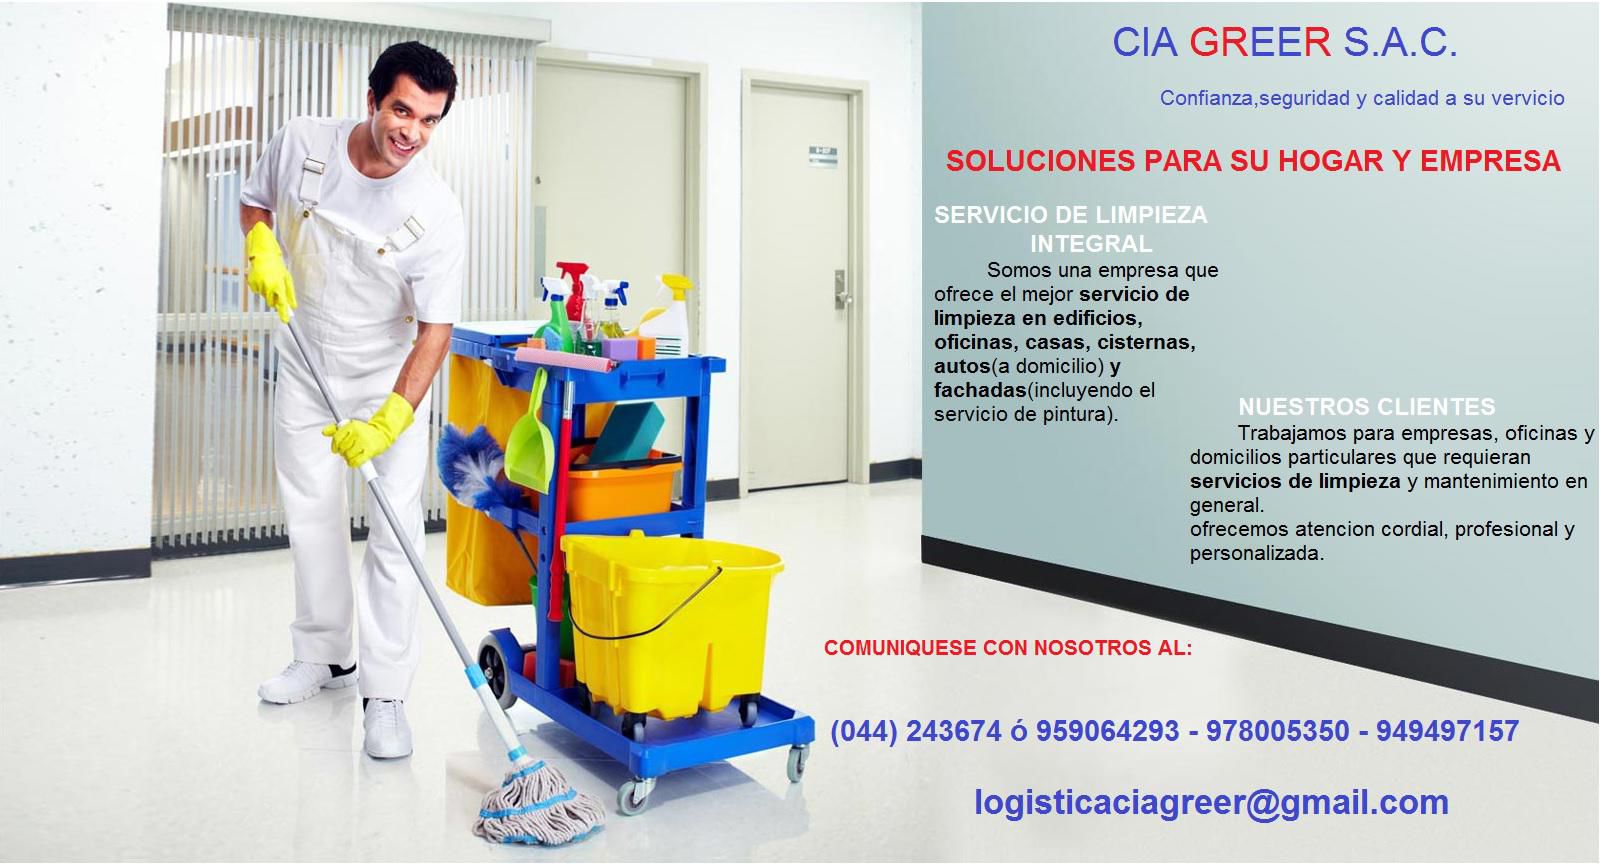 CIA GREER S.A.C.
Confianza,seguridad y calidad a su vervicio
SOLUCIONES PARA SU HOGAR Y EMPRESA
SERVICIO DE LIMPIEZA
INTEGRAL
Somos una empresa que
ofrece el mejor servicio de
limpieza en edificios,
oficinas, casas, cisternas,
autos(a domicilio) y
fachadas(incluyendo el
servicio de pintura).
NUESTROS CLIENTES
Trabajamos para empresas, oficinas y
domicilios particulares que requieran
servicios de limpieza y mantenimiento en
general.
ofrecemos atencion cordial, profesional y
personalizada.
COMUNIQUESE CON NOSOTROS AL:
(044) 243674 ó 959064293 - 978005350 - 949497157
logisticaciagreer@gmail.com